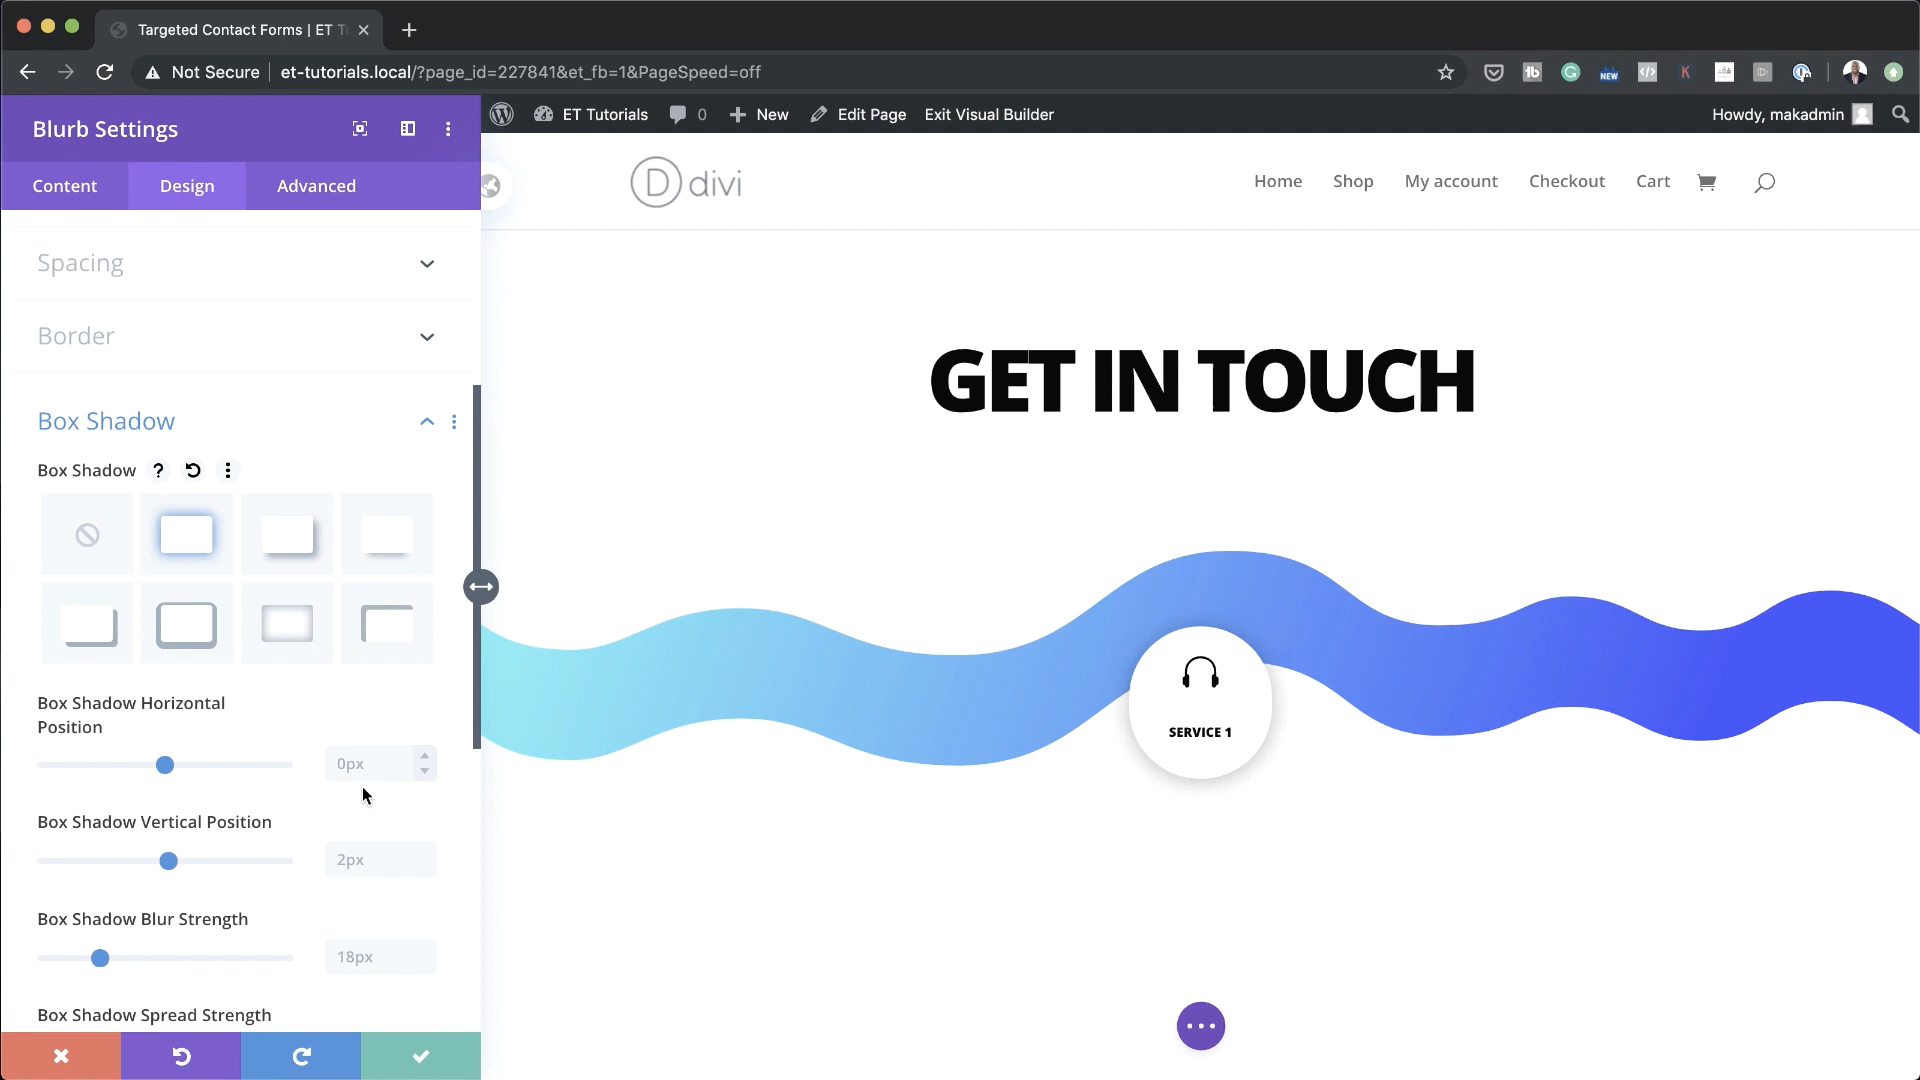 Targeted Contact Forms | ET T
Not Secure
et-tutorials.local/?page_id=227841&et_fb=1&PageSpeed=off
NEW
K
Blurb Settings
ET Tutorials
0
New
Edit Page
Exit Visual Builder
Howdy, makadmin
Content
Design
Advanced
D divi
Home
Shop
My account
Checkout
Cart
Spacing
Border
GET IN TOUCH
Box Shadow
Box Shadow
?
Box Shadow Horizontal
Position
0px
SERVICE 1
Box Shadow Vertical Position
2px
Box Shadow Blur Strength
18px
Box Shadow Spread Strength